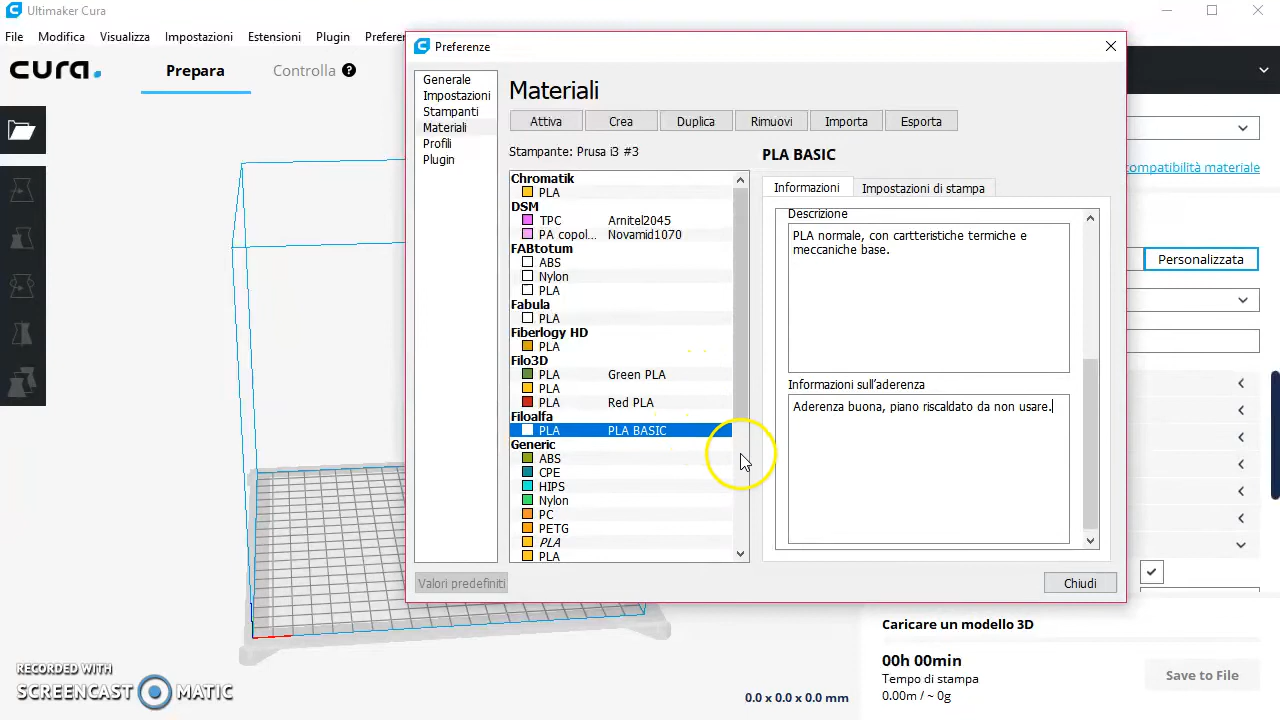 Ultimaker Cura
File Modifica Visualizza Impostazioni Estensioni Plugin Prefere
cura.
Prepara
Controlla ?
Preferenze
Generale
Impostazioni
Stampanti
Materiali
Profili
Plugin
Materiali
Attiva Crea Duplica Rimuovi Importa Esporta
Stampante: Prusa i3 #3
Chromatik
PLA
DSM
TPC Arnitel2045
PA copol... Novamid1070
FABtotum
ABS
Nylon
PLA
Fabula
PLA
Fiberlogy HD
PLA
Filo3D
PLA Green PLA
PLA
PLA Red PLA
Filoalfa
PLA PLA BASIC
Generic
ABS
CPE
HIPS
Nylon
PC
PETG
PLA
PLA
PLA BASIC
Informazioni Impostazioni di stampa
Descrizione
PLA normale, con cartteristiche termiche e
meccaniche base.
Informazioni sull'aderenza
Aderenza buona, piano riscaldato da non usare.
Valori predefiniti
Chiudi
compatibilità materiale
Personalizzata
Caricare un modello 3D
00h 00min
Tempo di stampa
0.00m / ~ 0g
Save to File
0.0 x 0.0 x 0.0 mm
RECORDED WITH
SCREENCAST MATIC